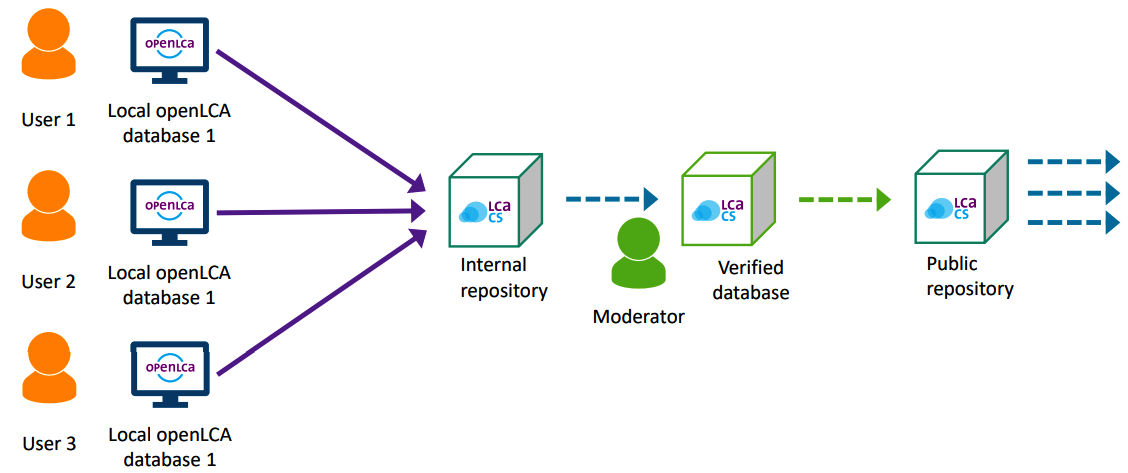 openLCA
User 1
Local openLCA
database 1
openLCA
User 2
Local openLCA
database 1
openLCA
User 3
Local openLCA
database 1
LCa
CS
Internal
repository
Moderator
LCa
CS
Verified
database
LCa
CS
Public
repository